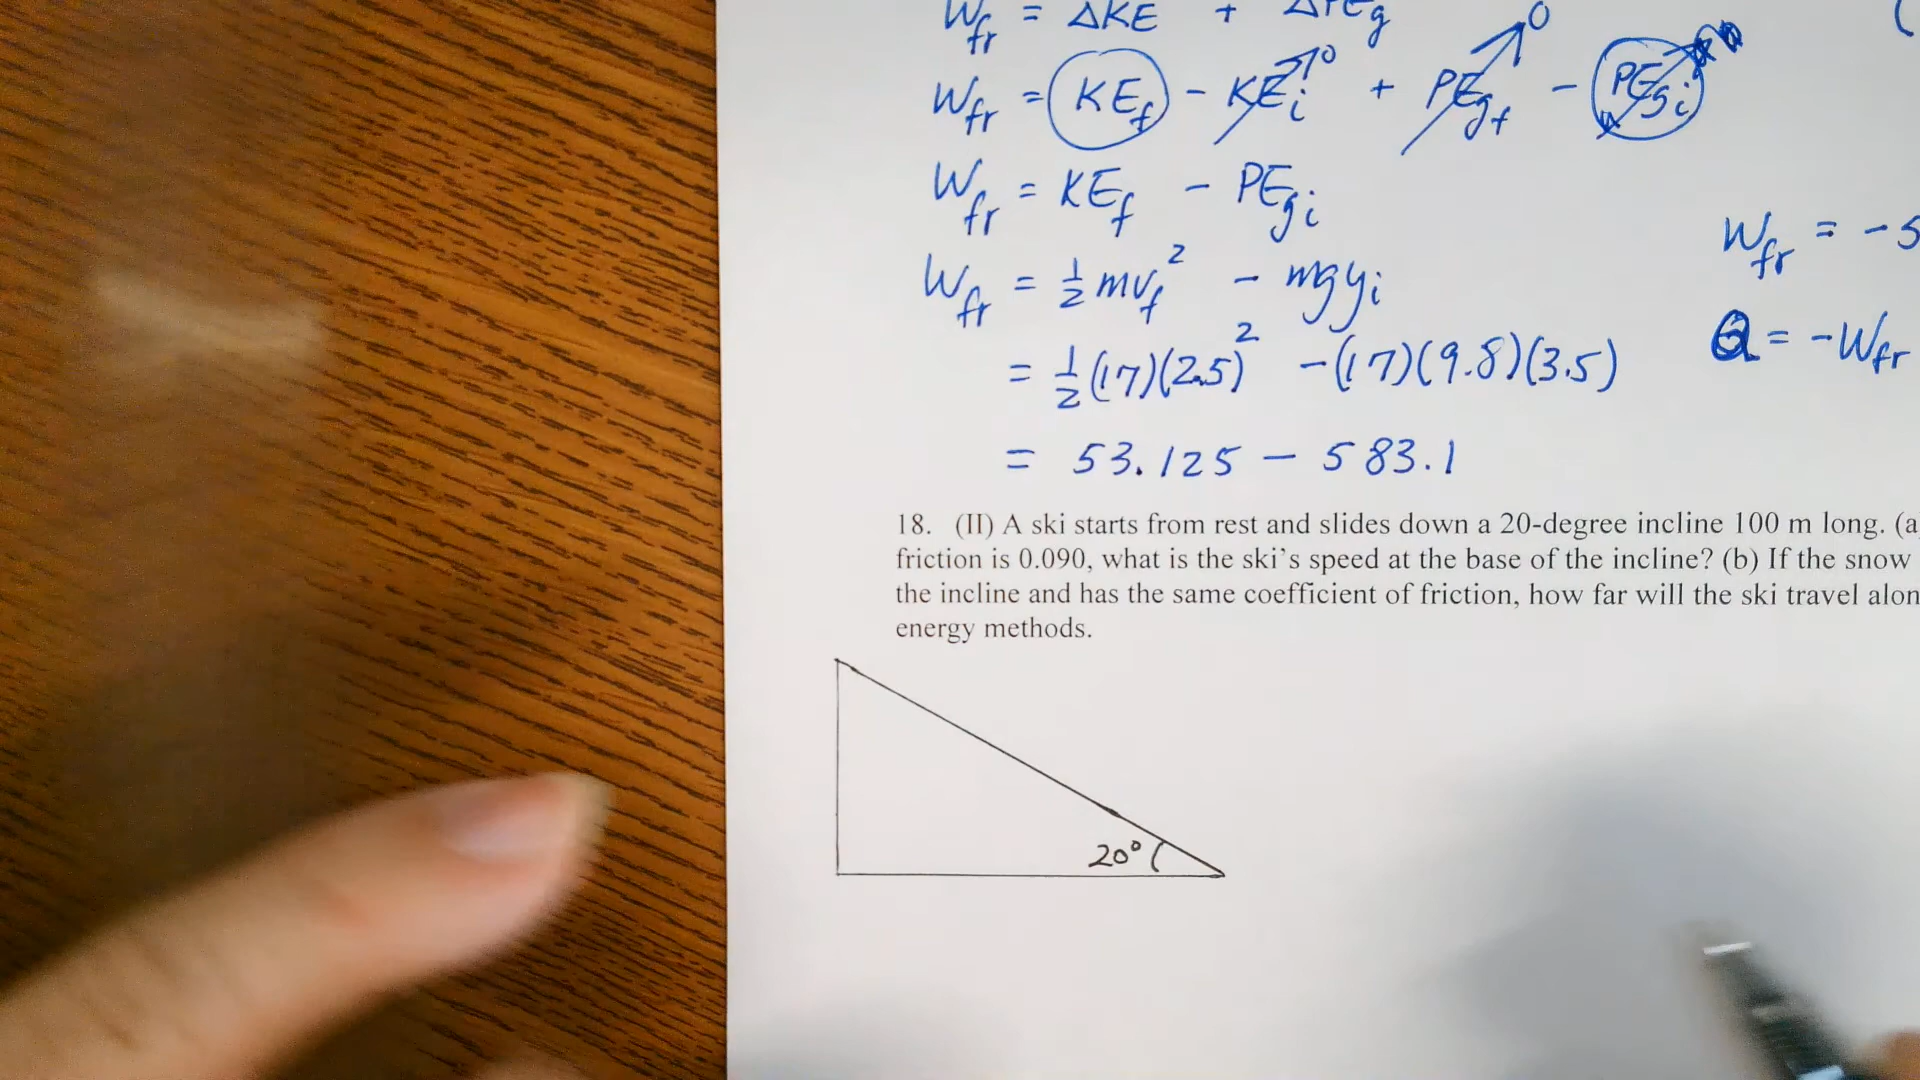 W_fr = ΔKE + ΔPE_g
W_fr = KE_f - KE_i ↗0 + PE_gf ↗0 - PE_gi
W_fr = KE_f - PE_gi
W_fr = -5
W_fr = 1/2 mv_f² - mgy_i
Q = -W_fr
= 1/2 (17)(2.5)² - (17)(9.8)(3.5)
= 53.125 - 583.1
18. (II) A ski starts from rest and slides down a 20-degree incline 100 m long. (a
friction is 0.090, what is the ski's speed at the base of the incline? (b) If the snow
the incline and has the same coefficient of friction, how far will the ski travel alon
energy methods.
20°